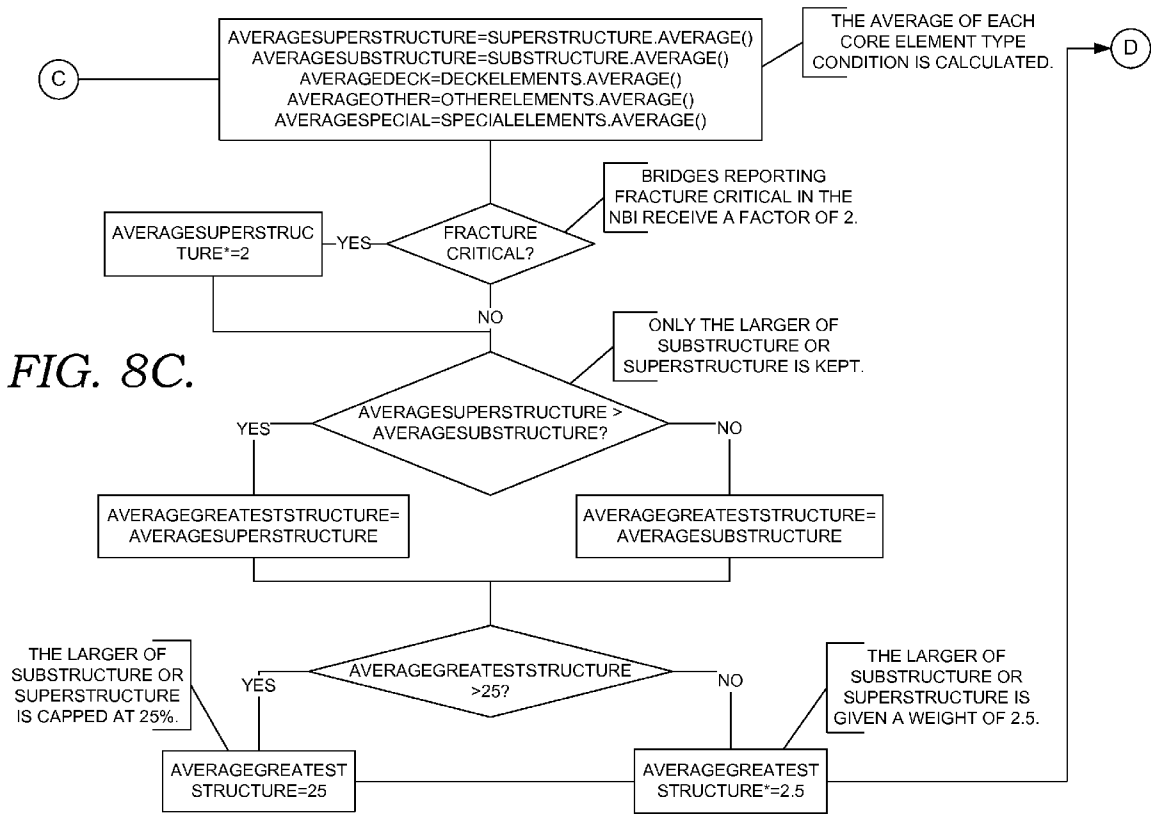 C
AVERAGESUPERSTRUCTURE=SUPERSTRUCTURE.AVERAGE()
AVERAGESUBSTRUCTURE=SUBSTRUCTURE.AVERAGE()
AVERAGEDECK=DECKELEMENTS.AVERAGE()
AVERAGEOTHER=OTHERELEMENTS.AVERAGE()
AVERAGESPECIAL=SPECIALELEMENTS.AVERAGE()
THE AVERAGE OF EACH
CORE ELEMENT TYPE
CONDITION IS CALCULATED.
D
BRIDGES REPORTING
FRACTURE CRITICAL IN THE
NBI RECEIVE A FACTOR OF 2.
FRACTURE
CRITICAL?
YES
AVERAGESUPERSTRUC
TURE*=2
NO
ONLY THE LARGER OF
SUBSTRUCTURE OR
SUPERSTRUCTURE IS KEPT.
FIG. 8C.
AVERAGESUPERSTRUCTURE >
AVERAGESUBSTRUCTURE?
YES
NO
AVERAGEGREATESTSTRUCTURE=
AVERAGESUPERSTRUCTURE
AVERAGEGREATESTSTRUCTURE=
AVERAGESUBSTRUCTURE
THE LARGER OF
SUBSTRUCTURE OR
SUPERSTRUCTURE
IS CAPPED AT 25%.
AVERAGEGREATESTSTRUCTURE
>25?
YES
NO
THE LARGER OF
SUBSTRUCTURE OR
SUPERSTRUCTURE IS
GIVEN A WEIGHT OF 2.5.
AVERAGEGREATEST
STRUCTURE=25
AVERAGEGREATEST
STRUCTURE*=2.5